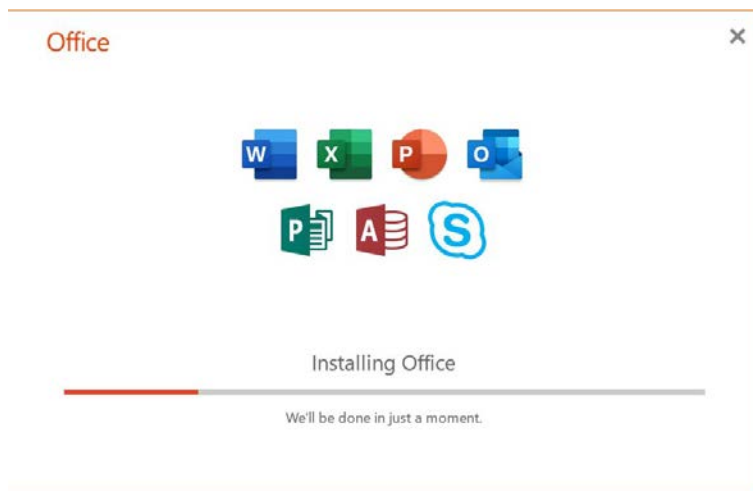 Office
W X P O
P A S
Installing Office
We'll be done in just a moment.